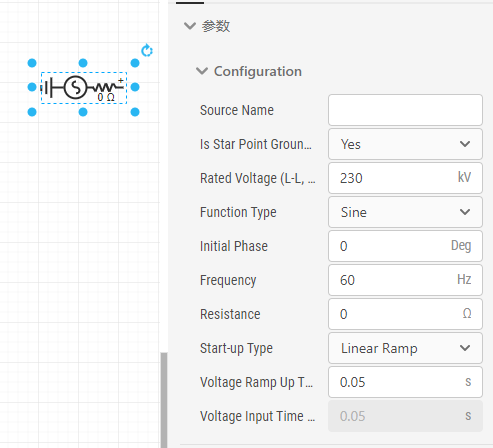 参数
Configuration
+
0 Ω
Source Name
Is Star Point Groun... Yes
Rated Voltage (L-L, ... 230 kV
Function Type Sine
Initial Phase 0 Deg
Frequency 60 Hz
Resistance 0 Ω
Start-up Type Linear Ramp
Voltage Ramp Up T... 0.05 s
Voltage Input Time ... 0.05 s